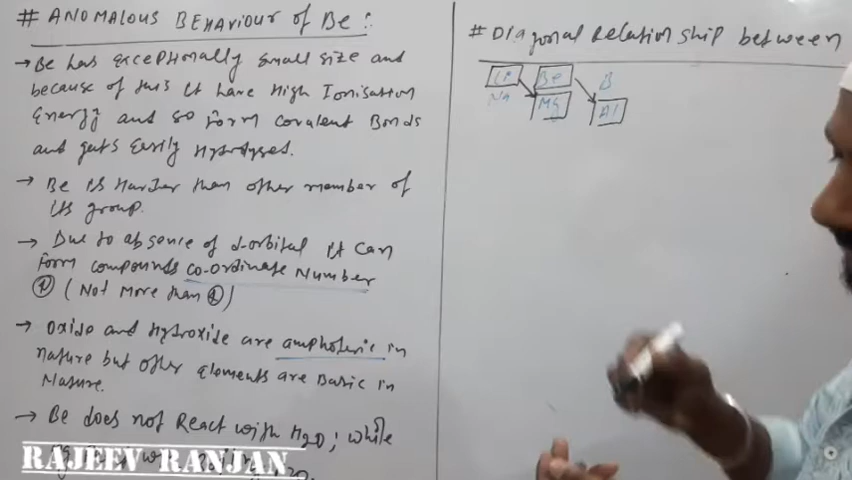 # ANOMALOUS BEHAVIOUR of Be :
→ Be has exceptionally small size and
because of this it have High Ionisation
Energy and so form covalent Bonds
and gets Easily Hydrolysed.
→ Be is Harder than other member of
its group.
→ Due to absence of d-orbital it can
form compounds co-ordinate Number
④ (Not more than ④)
→ Oxide and Hydroxide are amphoteric in
nature but other elements are Basic in
Nature.
→ Be does not React with H2O; while
RAJEEV RANJAN
# Diagonal Relation ship between
Li Be B
Na Mg Al